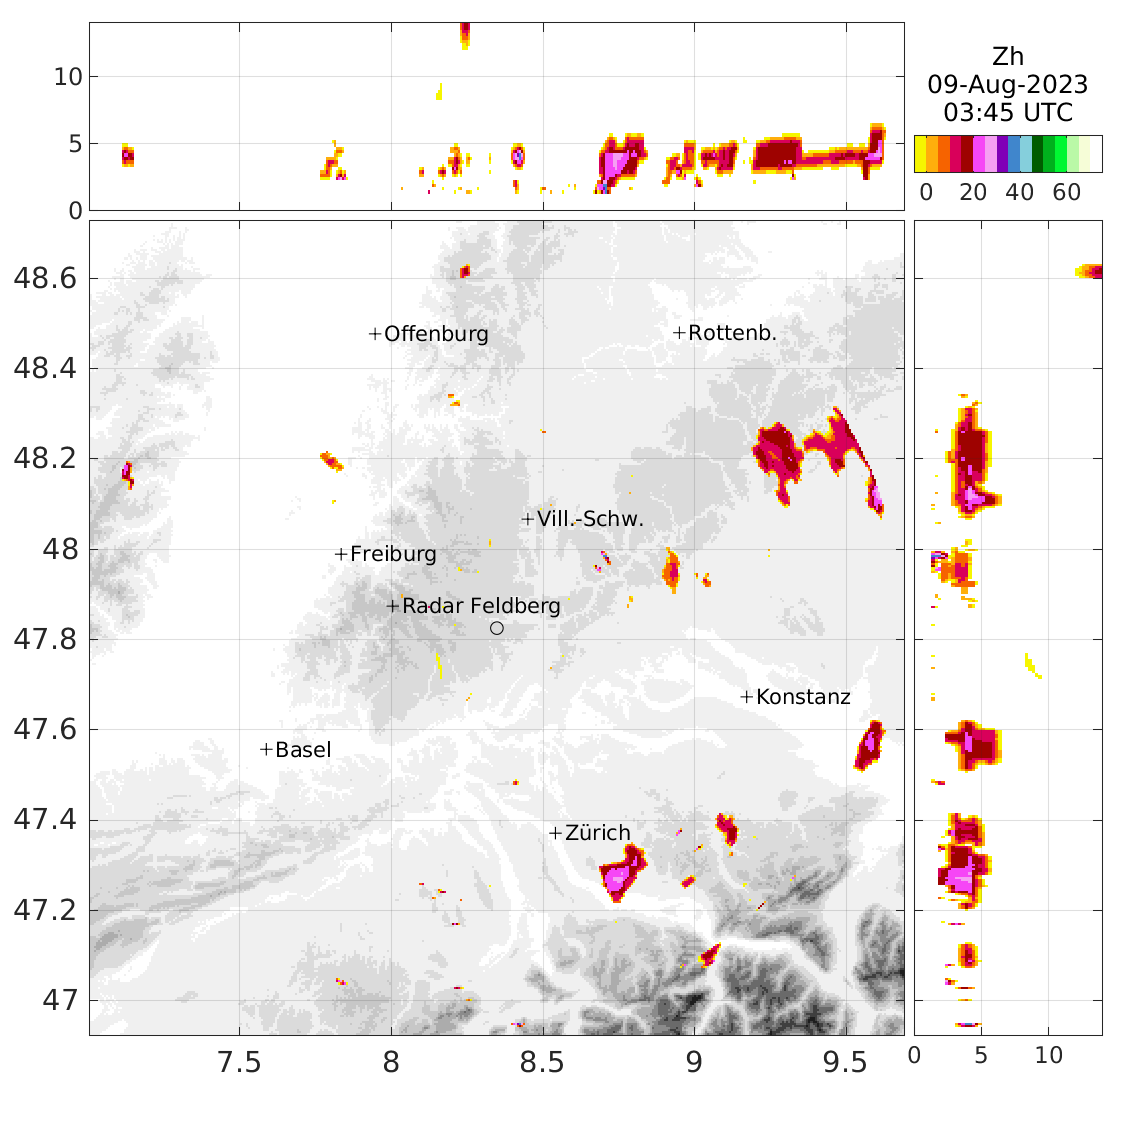 Zh
09-Aug-2023
03:45 UTC
0 20 40 60
10
5
0
48.6
48.4
48.2
48
47.8
47.6
47.4
47.2
47
+Offenburg
+Rottenb.
+Vill.-Schw.
+Freiburg
+Radar Feldberg
+Konstanz
+Basel
+Zürich
7.5 8 8.5 9 9.5
0 5 10